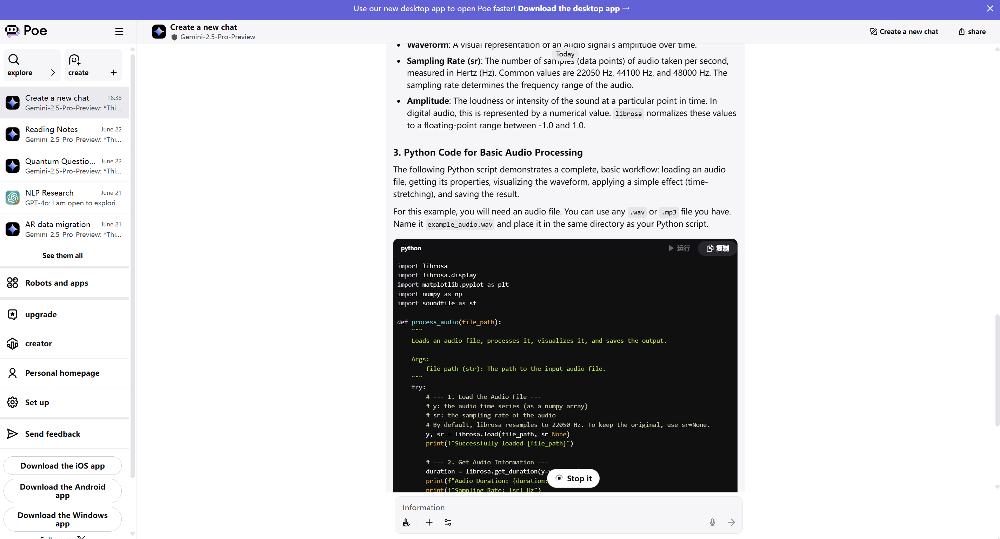 Use our new desktop app to open Poe faster! Download the desktop app →
Poe
explore
create
Create a new chat 16:38
Gemini-2.5-Pro-Preview: *Thi...
Reading Notes June 22
Gemini-2.5-Pro-Preview: *Thi...
Quantum Questio... June 22
Gemini-2.5-Pro-Preview: *Thi...
NLP Research June 21
GPT-4o: I am open to explori...
AR data migration June 21
Gemini-2.5-Pro-Preview: *Thi...
See them all
Robots and apps
upgrade
creator
Personal homepage
Set up
Send feedback
Download the iOS app
Download the Android
app
Download the Windows
app
Create a new chat
Gemini-2.5-Pro-Preview
Create a new chat
share
Today
• Waveform: A visual representation of an audio signal's amplitude over time.
• Sampling Rate (sr): The number of samples (data points) of audio taken per second,
measured in Hertz (Hz). Common values are 22050 Hz, 44100 Hz, and 48000 Hz. The
sampling rate determines the frequency range of the audio.
• Amplitude: The loudness or intensity of the sound at a particular point in time. In
digital audio, this is represented by a numerical value. librosa normalizes these values
to a floating-point range between -1.0 and 1.0.
3. Python Code for Basic Audio Processing
The following Python script demonstrates a complete, basic workflow: loading an audio
file, getting its properties, visualizing the waveform, applying a simple effect (time-
stretching), and saving the result.
For this example, you will need an audio file. You can use any .wav or .mp3 file you have.
Name it example_audio.wav and place it in the same directory as your Python script.
python
运行
复制
import librosa
import librosa.display
import matplotlib.pyplot as plt
import numpy as np
import soundfile as sf
def process_audio(file_path):
"""
Loads an audio file, processes it, visualizes it, and saves the output.
Args:
file_path (str): The path to the input audio file.
"""
try:
# --- 1. Load the Audio File ---
# y: the audio time series (as a numpy array)
# sr: the sampling rate of the audio
# By default, librosa resamples to 22050 Hz. To keep the original, use sr=None.
y, sr = librosa.load(file_path, sr=None)
print(f"Successfully loaded {file_path}")
# --- 2. Get Audio Information ---
duration = librosa.get_duration(y=
print(f"Audio Duration: {duration:
print(f"Sampling Rate: {sr} Hz")
Stop it
Information